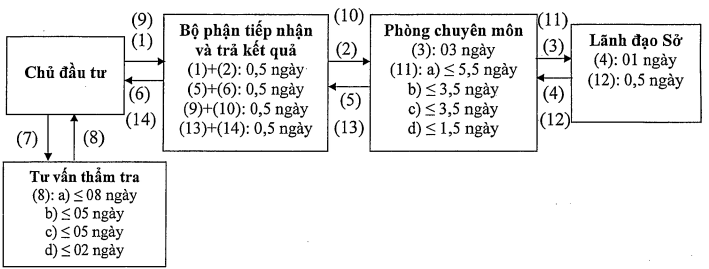 (9)
(1)
(10)
(11)
Chủ đầu tư
Bộ phận tiếp nhận
và trả kết quả
(1)+(2): 0,5 ngày
(5)+(6): 0,5 ngày
(9)+(10): 0,5 ngày
(13)+(14): 0,5 ngày
(2)
Phòng chuyên môn
(3): 03 ngày
(11): a) ≤ 5,5 ngày
b) ≤ 3,5 ngày
c) ≤ 3,5 ngày
d) ≤ 1,5 ngày
(3)
Lãnh đạo Sở
(4): 01 ngày
(12): 0,5 ngày
(6)
(14)
(5)
(13)
(4)
(12)
(7)
(8)
Tư vấn thẩm tra
(8): a) ≤ 08 ngày
b) ≤ 05 ngày
c) ≤ 05 ngày
d) ≤ 02 ngày